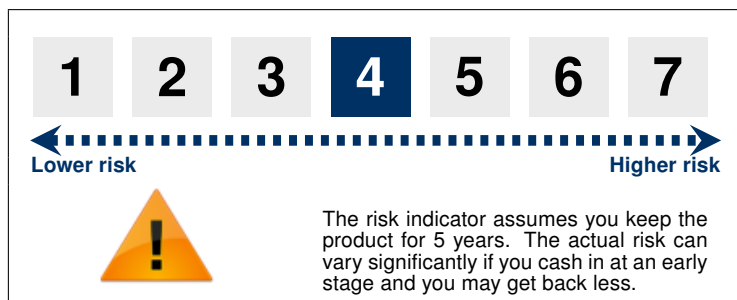 1 2 3 4 5 6 7
Lower risk Higher risk
!
The risk indicator assumes you keep the
product for 5 years. The actual risk can
vary significantly if you cash in at an early
stage and you may get back less.